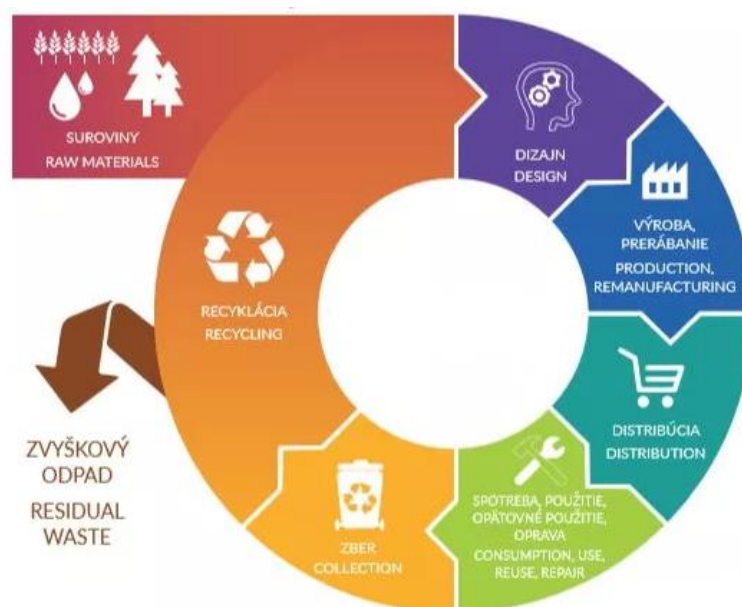 SUROVINY
RAW MATERIALS
DIZAJN
DESIGN
VÝROBA,
PRERÁBANIE
PRODUCTION,
REMANUFACTURING
DISTRIBÚCIA
DISTRIBUTION
SPOTREBA, POUŽITIE,
OPÄTOVNÉ POUŽITIE,
OPRAVA
CONSUMPTION, USE,
REUSE, REPAIR
ZBER
COLLECTION
RECYKLÁCIA
RECYCLING
ZVYŠKOVÝ
ODPAD
RESIDUAL
WASTE